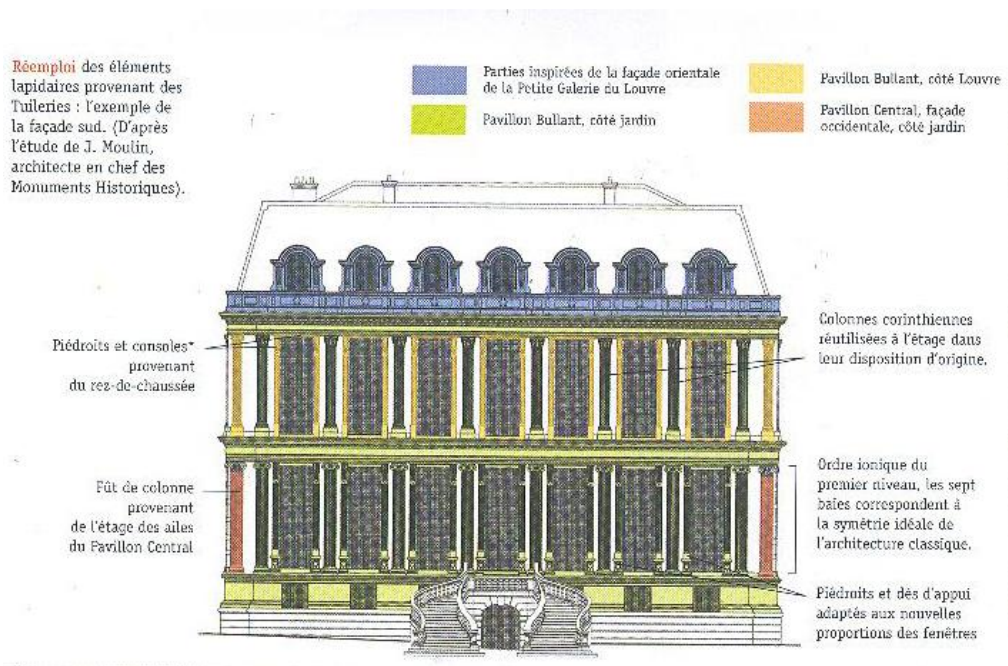 Réemploi des éléments
lapidaires provenant des
Tuileries : l'exemple de
la façade sud. (D'après
l'étude de J. Moulin,
architecte en chef des
Monuments Historiques).
Parties inspirées de la façade orientale
de la Petite Galerie du Louvre
Pavillon Bullant, côté jardin
Pavillon Bullant, côté Louvre
Pavillon Central, façade
occidentale, côté jardin
Piédroits et consoles*
provenant
du rez-de-chaussée
Fût de colonne
provenant
de l'étage des ailes
du Pavillon Central
Colonnes corinthiennes
réutilisées à l'étage dans
leur disposition d'origine.
Ordre ionique du
premier niveau, les sept
baies correspondent à
la symétrie idéale de
l'architecture classique.
Piédroits et dés d'appui
adaptés aux nouvelles
proportions des fenêtres